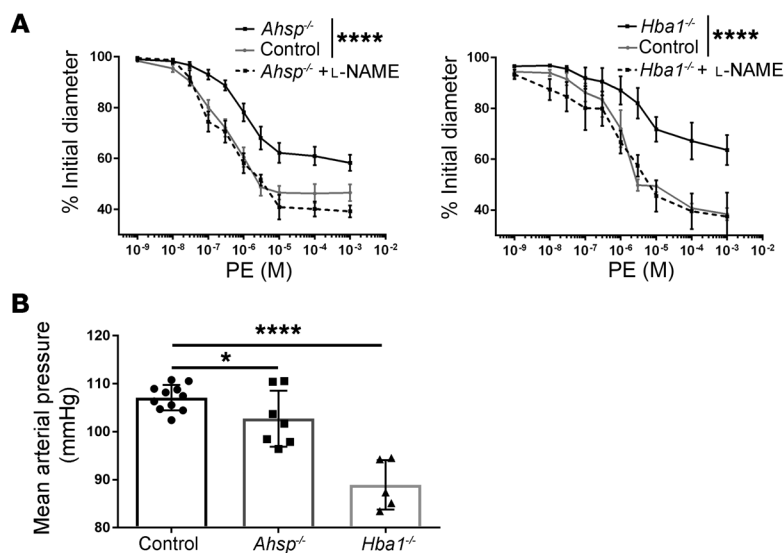 A
Ahsp-/-
Control
Ahsp-/- + L-NAME
****
% Initial diameter
100
80
60
40
10-9 10-8 10-7 10-6 10-5 10-4 10-3 10-2
PE (M)
Hba1-/-
Control
Hba1-/- + L-NAME
****
% Initial diameter
100
80
60
40
10-9 10-8 10-7 10-6 10-5 10-4 10-3 10-2
PE (M)
B
Mean arterial pressure
(mmHg)
120
110
100
90
80
****
*
Control Ahsp-/- Hba1-/-